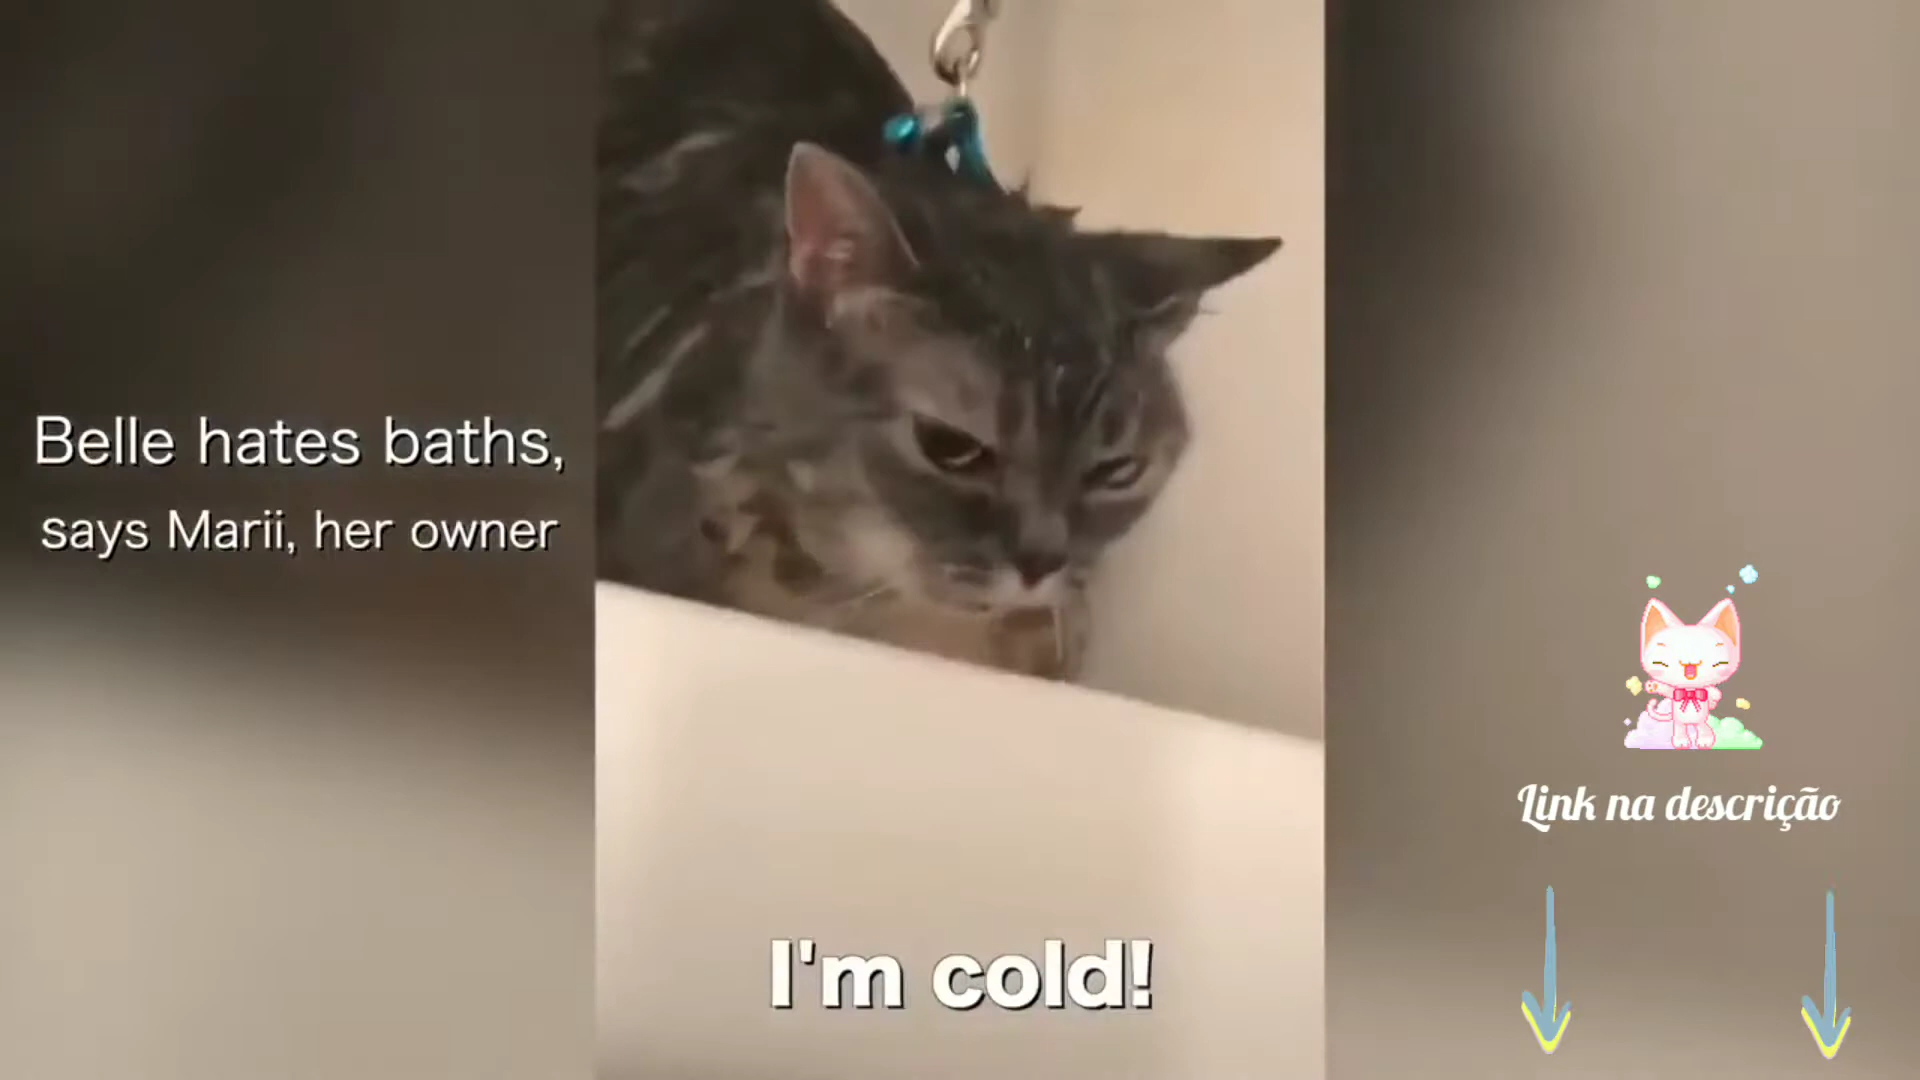 Belle hates baths,
says Marii, her owner
I'm cold!
Link na descrição